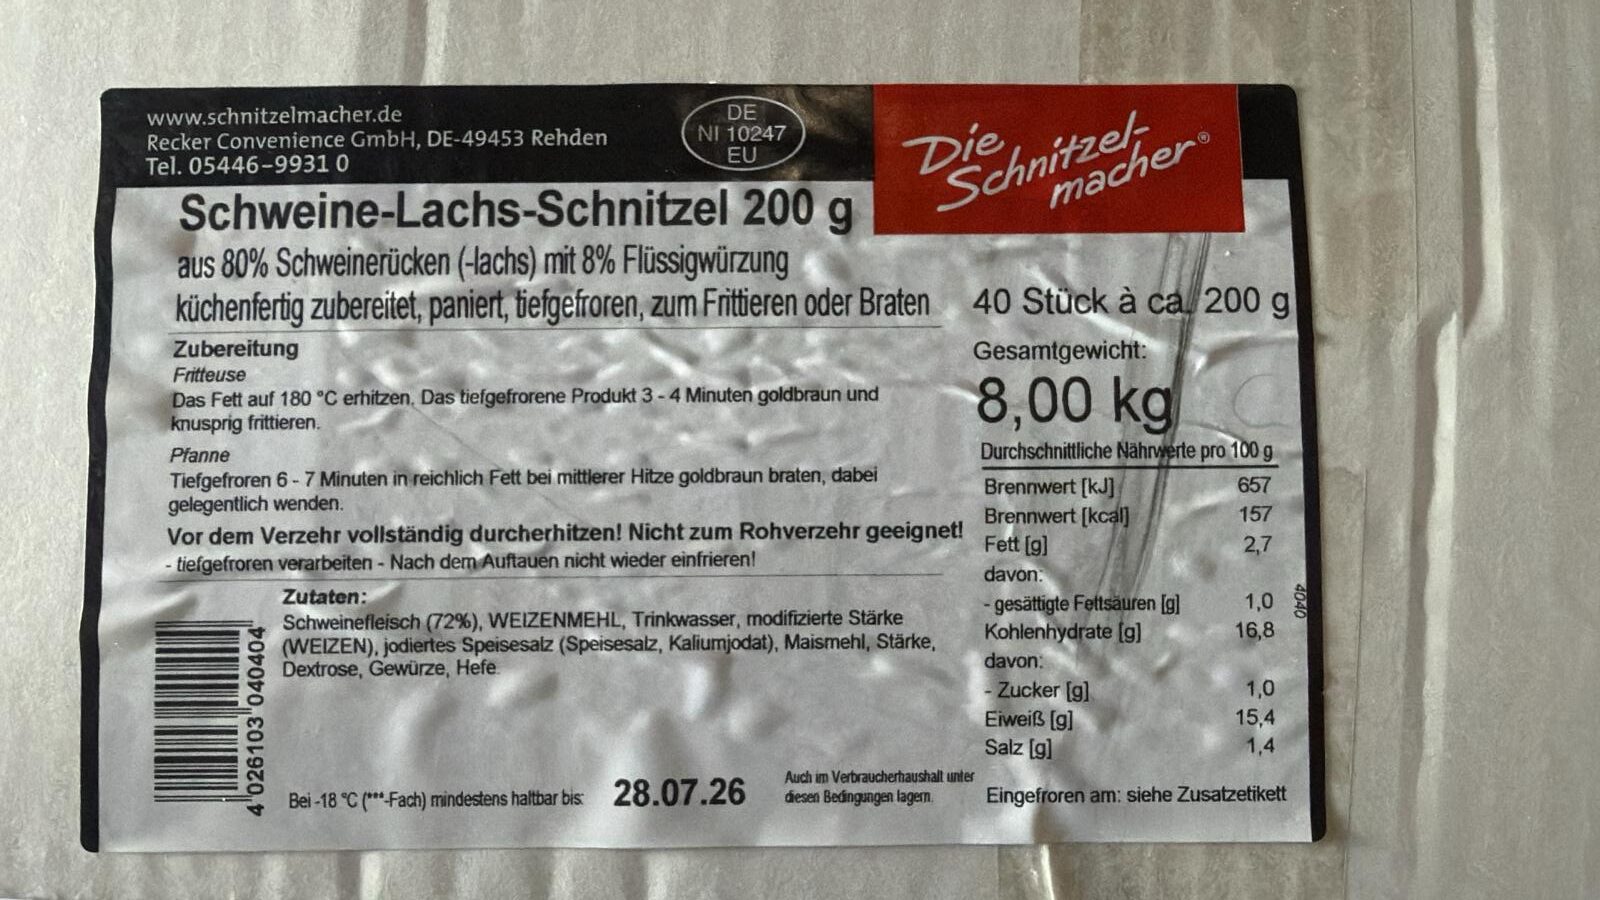 www.schnitzelmacher.de
Recker Convenience GmbH, DE-49453 Rehden
Tel. 05446-9931 0
DE
NI 10247
EU
Die
Schnitzel-
macher®
Schweine-Lachs-Schnitzel 200 g
aus 80% Schweinerücken (-lachs) mit 8% Flüssigwürzung
küchenfertig zubereitet, paniert, tiefgefroren, zum Frittieren oder Braten
Zubereitung
Fritteuse
Das Fett auf 180 °C erhitzen. Das tiefgefrorene Produkt 3 - 4 Minuten goldbraun und
knusprig frittieren.
Pfanne
Tiefgefroren 6 - 7 Minuten in reichlich Fett bei mittlerer Hitze goldbraun braten, dabei
gelegentlich wenden.
Vor dem Verzehr vollständig durcherhitzen! Nicht zum Rohverzehr geeignet!
- tiefgefroren verarbeiten - Nach dem Auftauen nicht wieder einfrieren!
Zutaten:
Schweinefleisch (72%), WEIZENMEHL, Trinkwasser, modifizierte Stärke
(WEIZEN), jodiertes Speisesalz (Speisesalz, Kaliumjodat), Maismehl, Stärke,
Dextrose, Gewürze, Hefe.
4 026103 040404
Bei -18 °C (***-Fach) mindestens haltbar bis: 28.07.26
Auch im Verbraucherhaushalt unter
diesen Bedingungen lagern.
40 Stück à ca. 200 g
Gesamtgewicht:
8,00 kg
Durchschnittliche Nährwerte pro 100 g
Brennwert [kJ] 657
Brennwert [kcal] 157
Fett [g] 2,7
davon:
- gesättigte Fettsäuren [g] 1,0
Kohlenhydrate [g] 16,8
davon:
- Zucker [g] 1,0
Eiweiß [g] 15,4
Salz [g] 1,4
Eingefroren am: siehe Zusatzetikett
4040